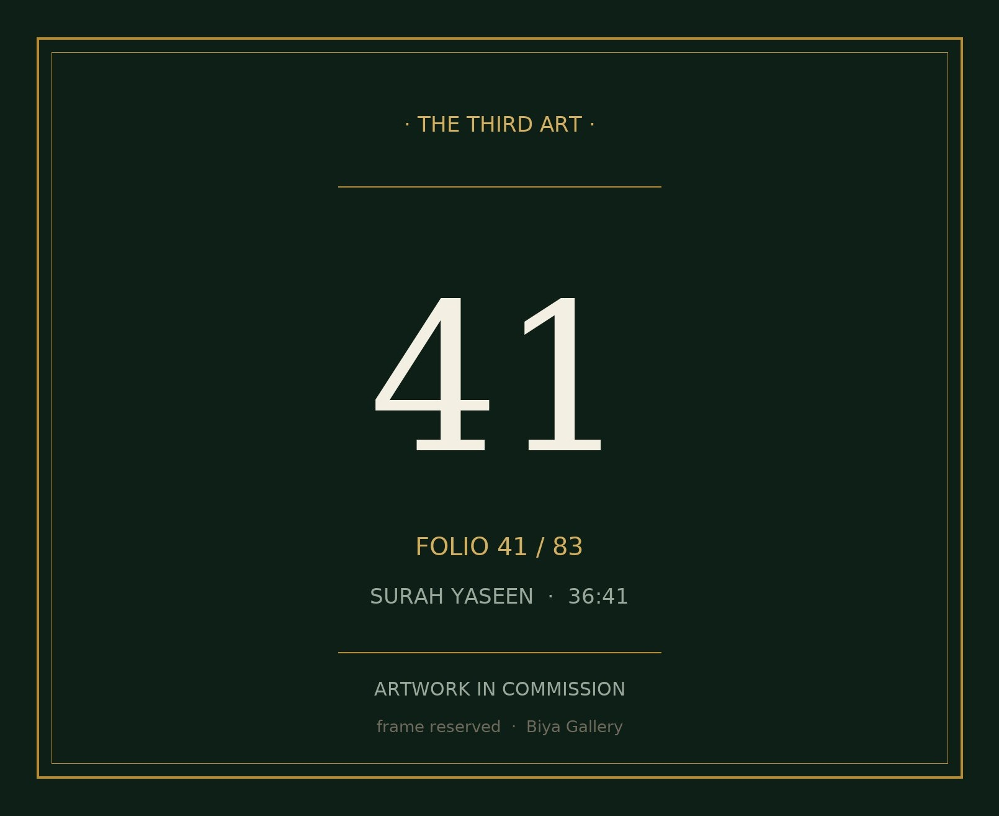 · THE THIRD ART ·
41
FOLIO 41 / 83
SURAH YASEEN · 36:41
ARTWORK IN COMMISSION
frame reserved · Biya Gallery